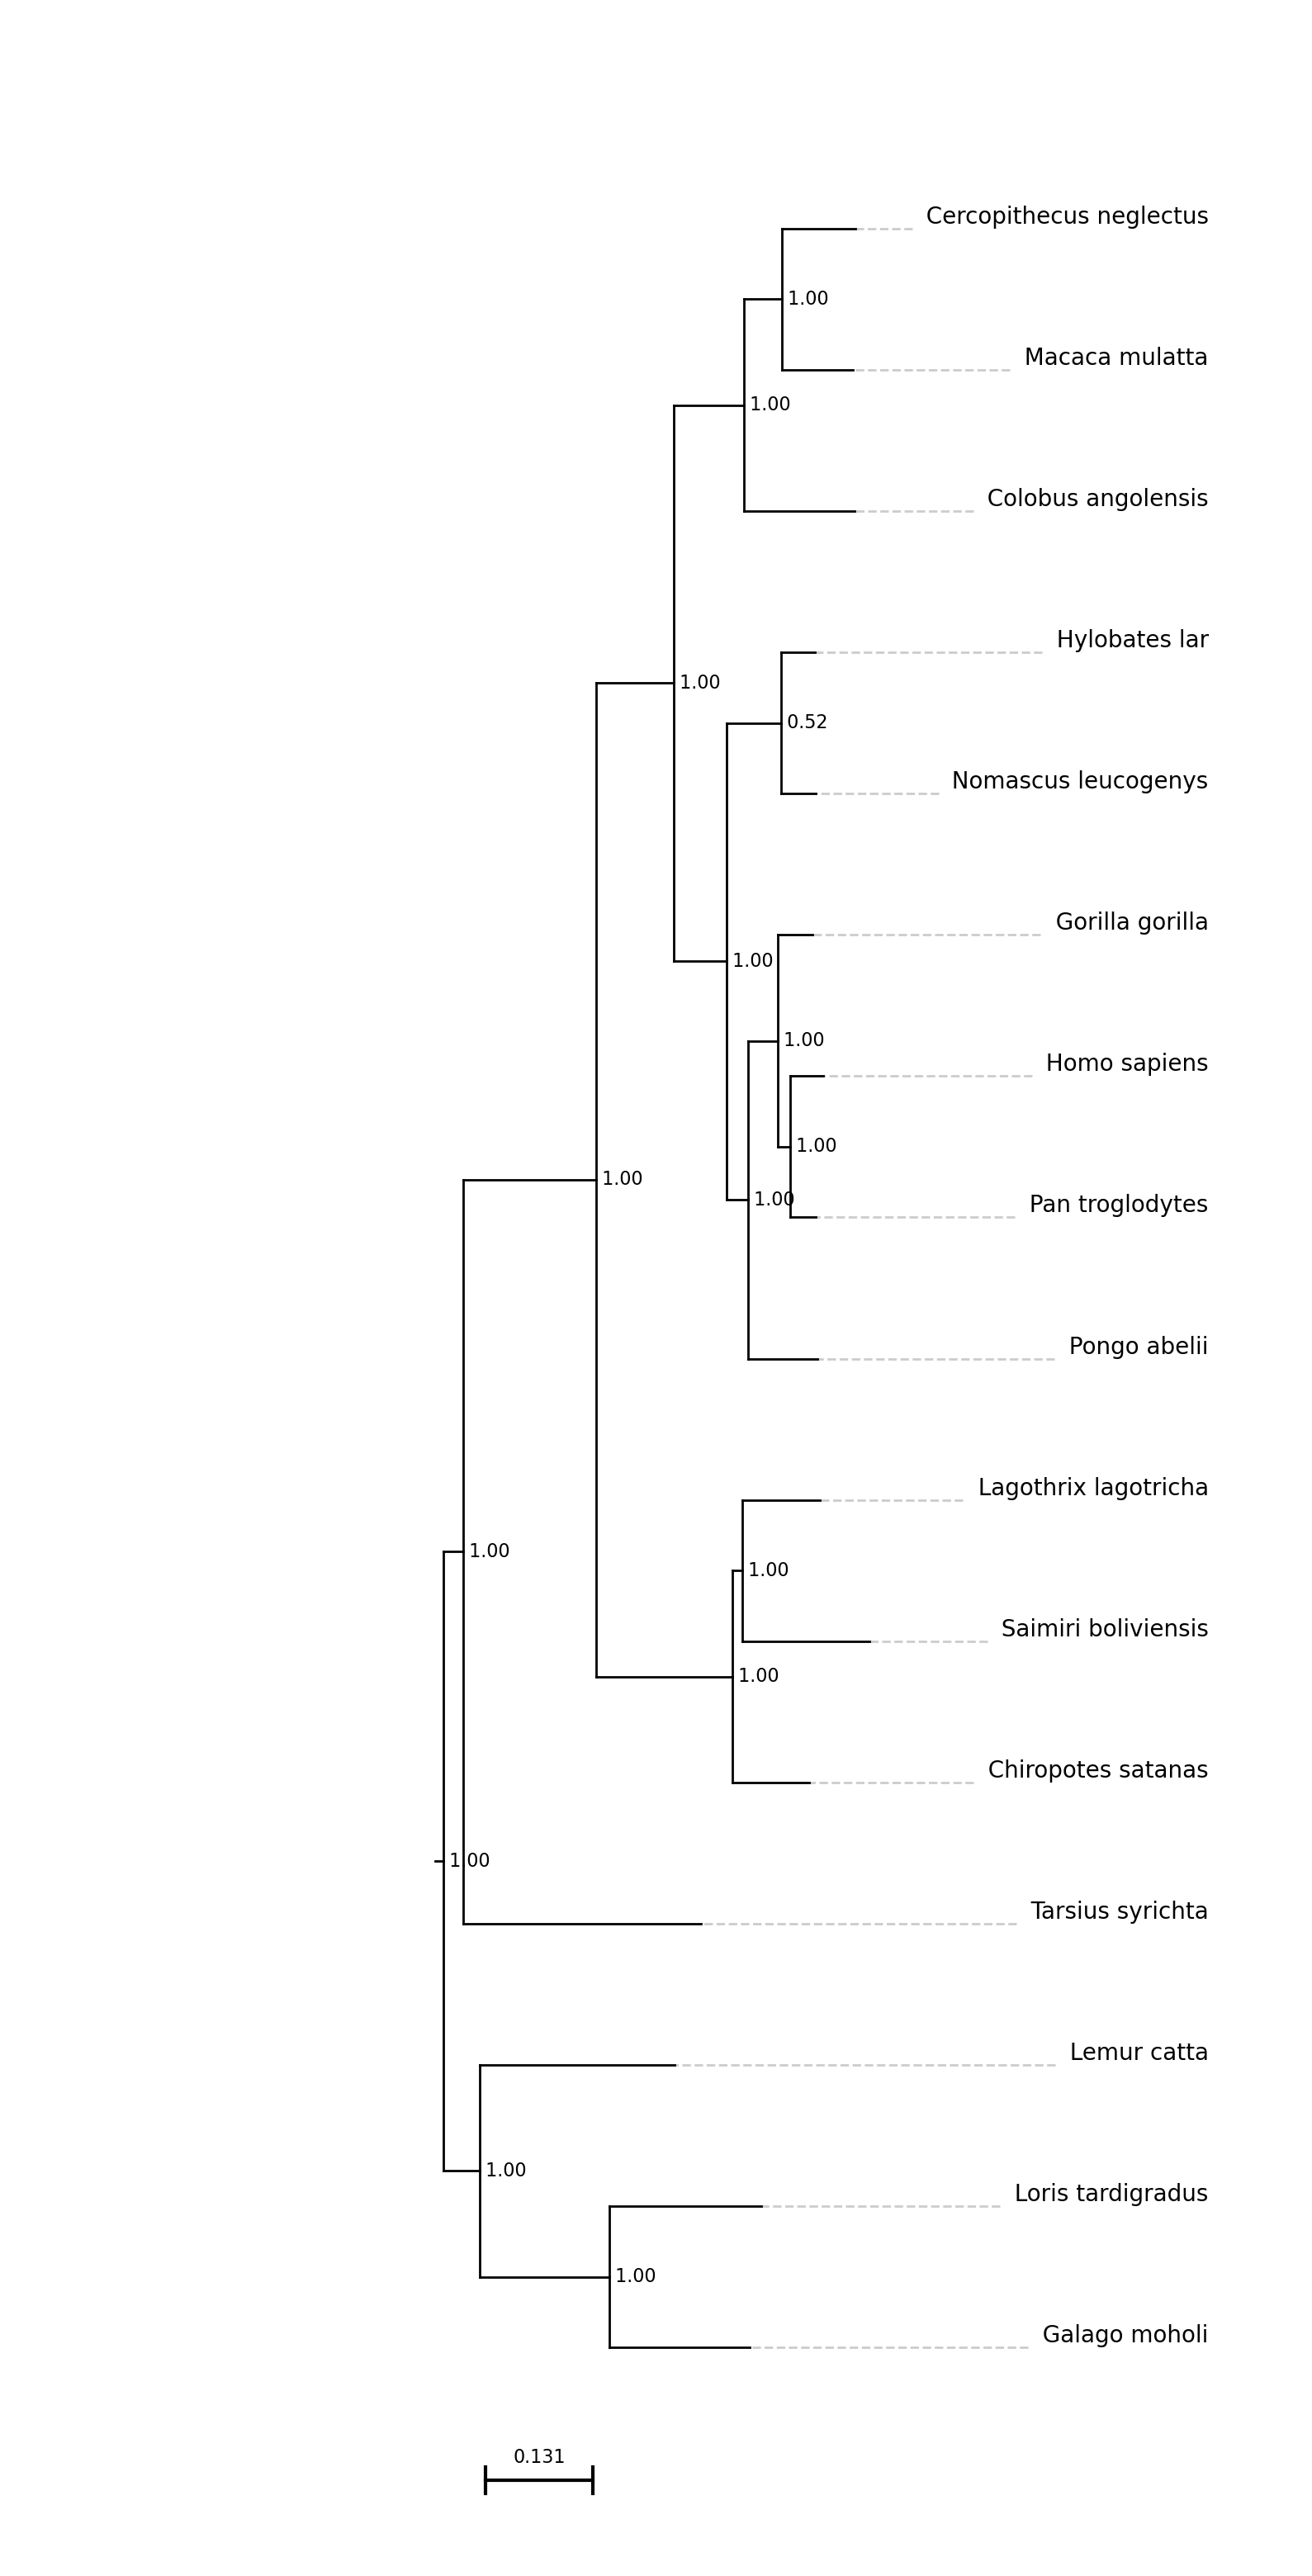 Cercopithecus neglectus
1.00
Macaca mulatta
1.00
Colobus angolensis
Hylobates lar
1.00
0.52
Nomascus leucogenys
Gorilla gorilla
1.00
1.00
Homo sapiens
1.00
1.00
Pan troglodytes
1.00
Pongo abelii
Lagothrix lagotricha
1.00
1.00
Saimiri boliviensis
1.00
Chiropotes satanas
1.00
Tarsius syrichta
Lemur catta
1.00
Loris tardigradus
1.00
Galago moholi
0.131